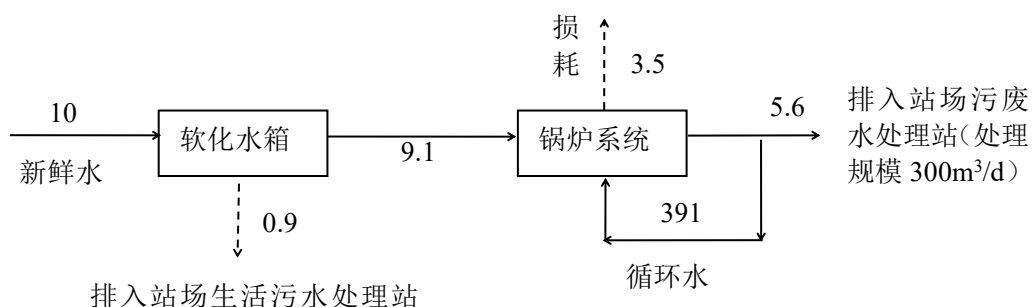 损
耗
3.5
10
新鲜水
软化水箱
9.1
锅炉系统
5.6
排入站场污废
水处理站（处理
规模 300m³/d）
0.9
391
循环水
排入站场生活污水处理站